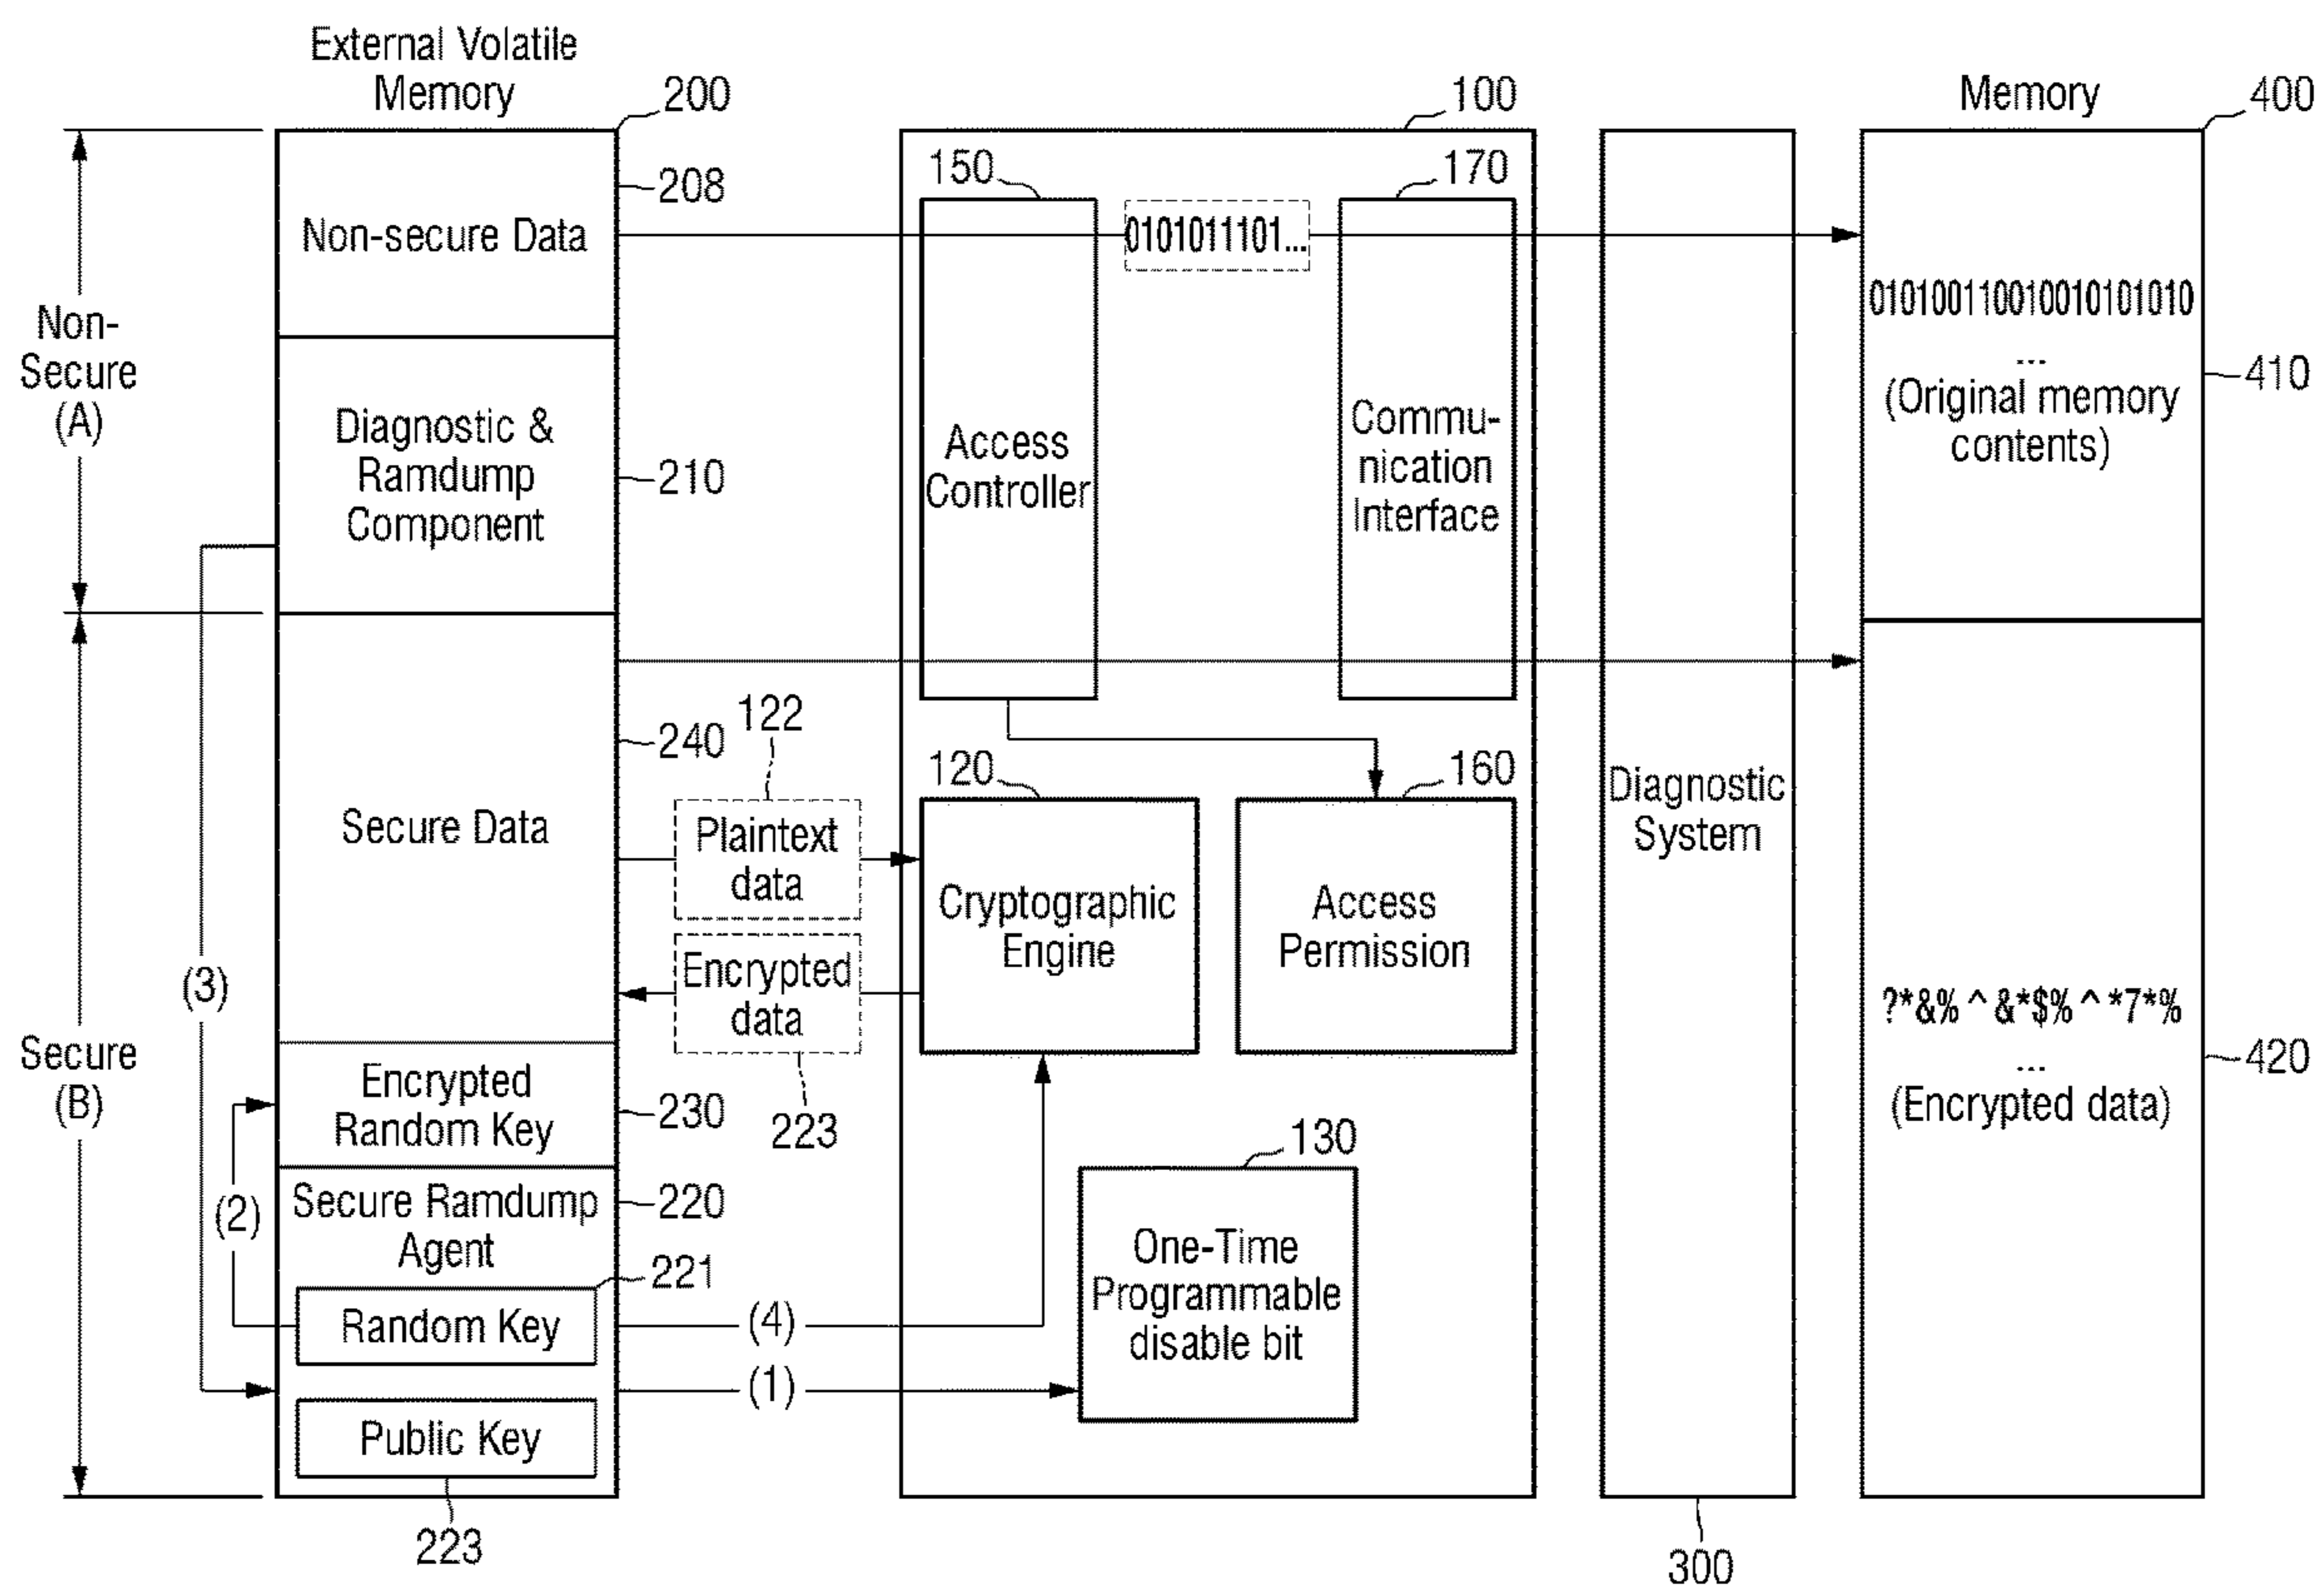 External Volatile
Memory
200
100
Memory
400
208
150
170
Non-secure Data
0101011101...
010100110010010101010
...
(Original memory
contents)
410
Non-
Secure
(A)
Diagnostic &
Ramdump
Component
210
Access
Controller
Commu-
nication
Interface
240
122
120
160
Diagnostic
System
Secure Data
Plaintext
data
Cryptographic
Engine
Access
Permission
Encrypted
data
223
(3)
?*&%^&*$%^*7*%
...
(Encrypted data)
420
Secure
(B)
Encrypted
Random Key
230
130
(2)
Secure Ramdump
Agent
220
221
Random Key
(4)
One-Time
Programmable
disable bit
(1)
Public Key
223
300